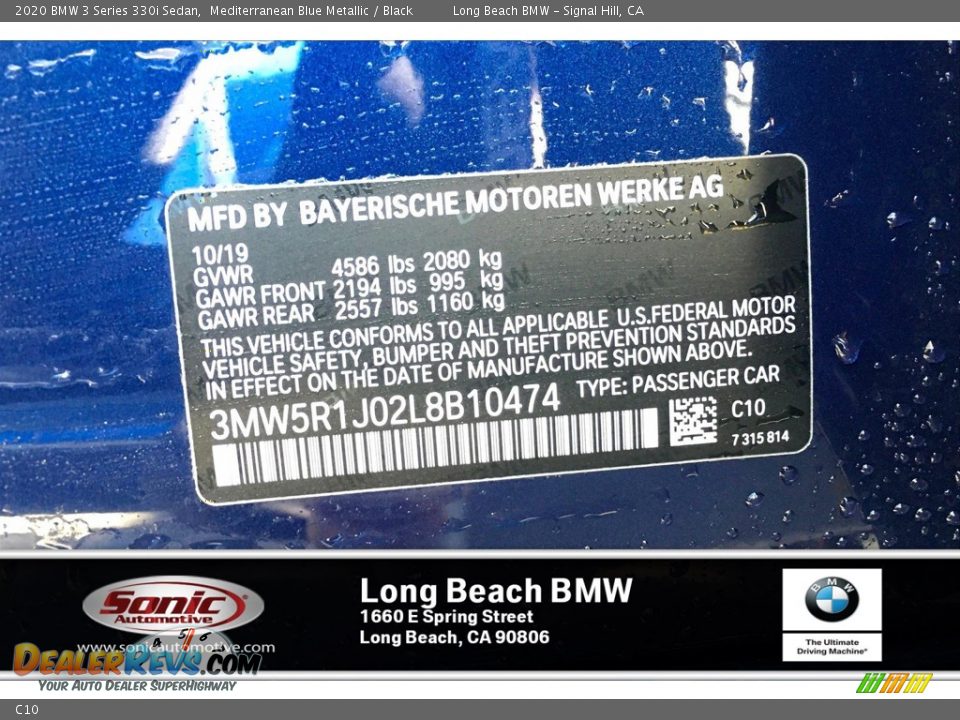 2020 BMW 3 Series 330i Sedan, Mediterranean Blue Metallic / Black Long Beach BMW - Signal Hill, CA
MFD BY BAYERISCHE MOTOREN WERKE AG
10/19
GVWR 4586 lbs 2080 kg
GAWR FRONT 2194 lbs 995 kg
GAWR REAR 2557 lbs 1160 kg
THIS VEHICLE CONFORMS TO ALL APPLICABLE U.S.FEDERAL MOTOR
VEHICLE SAFETY, BUMPER AND THEFT PREVENTION STANDARDS
IN EFFECT ON THE DATE OF MANUFACTURE SHOWN ABOVE.
3MW5R1J02L8B10474 TYPE: PASSENGER CAR
C10
7 315 814
Sonic
Automotive
www.sonicautomotive.com
Long Beach BMW
1660 E Spring Street
Long Beach, CA 90806
BMW
The Ultimate
Driving Machine®
4 5 6
DealerRevs.com
Your Auto Dealer SuperHighway
C10